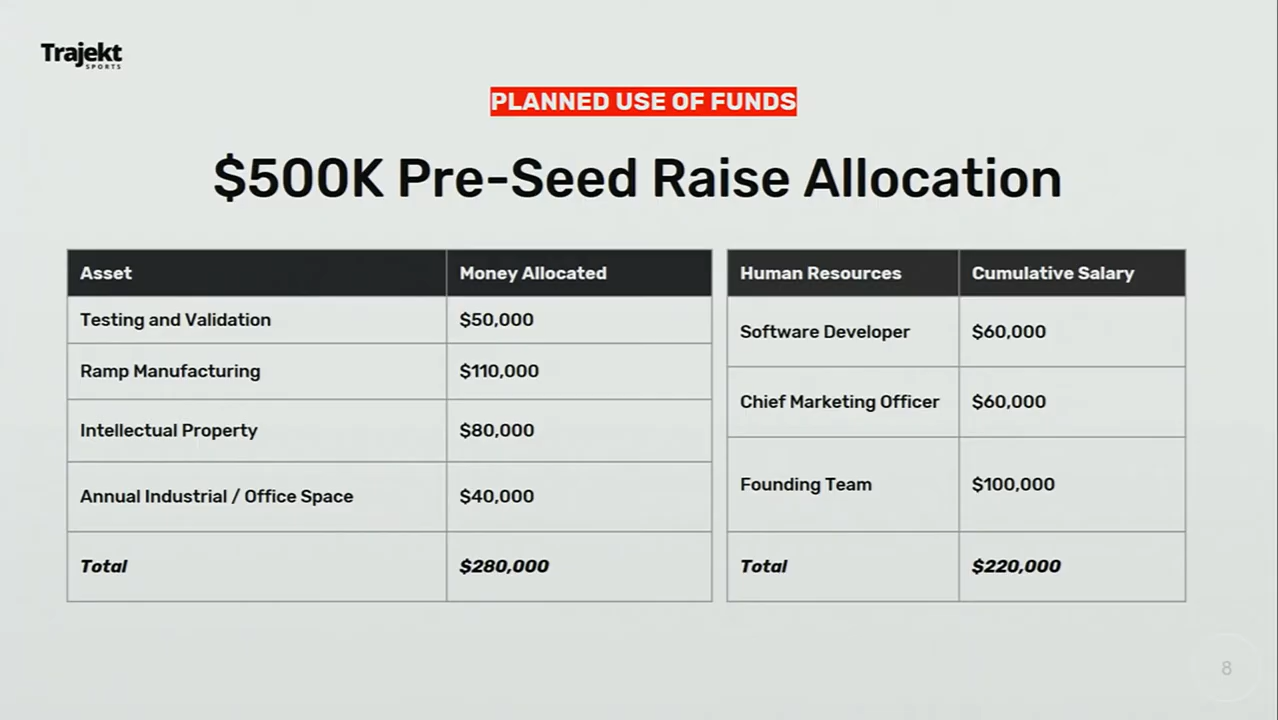 Trajekt
SPORTS
PLANNED USE OF FUNDS
$500K Pre-Seed Raise Allocation
Asset Money Allocated
Testing and Validation $50,000
Ramp Manufacturing $110,000
Intellectual Property $80,000
Annual Industrial / Office Space $40,000
Total $280,000
Human Resources Cumulative Salary
Software Developer $60,000
Chief Marketing Officer $60,000
Founding Team $100,000
Total $220,000
8